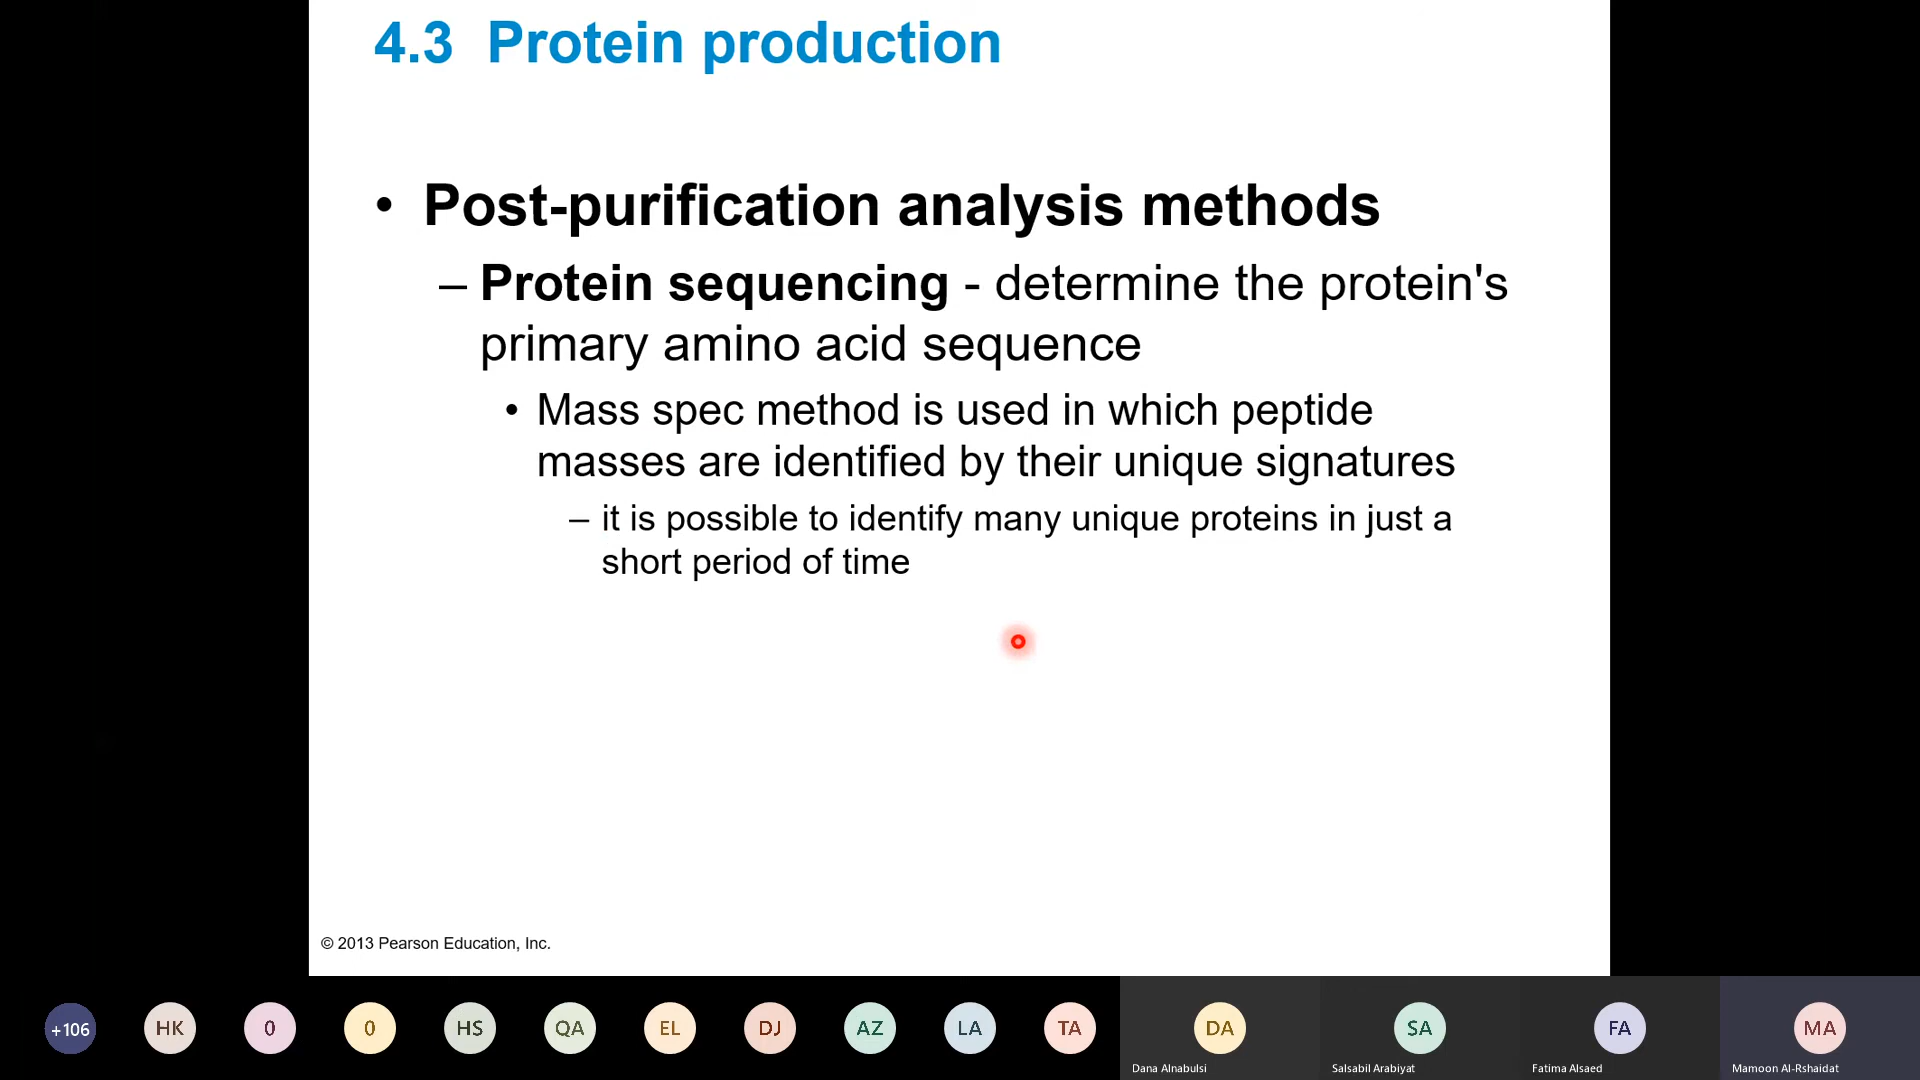 4.3 Protein production
• Post-purification analysis methods
– Protein sequencing - determine the protein's
primary amino acid sequence
• Mass spec method is used in which peptide
masses are identified by their unique signatures
– it is possible to identify many unique proteins in just a
short period of time
© 2013 Pearson Education, Inc.
+106 HK 0 0 HS QA EL DJ AZ LA TA DA SA FA MA
Dana Alnabulsi Salsabil Arabiyat Fatima Alsaed Mamoon Al-Rshaidat